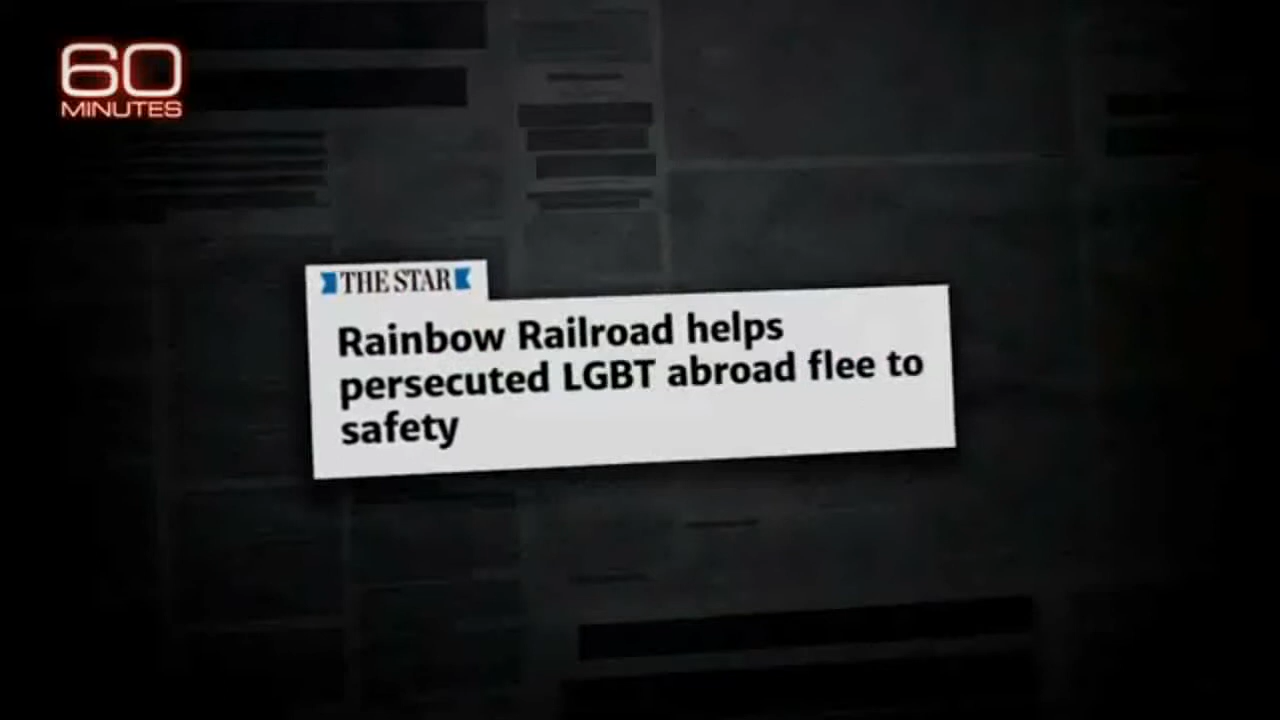 60
MINUTES
THE STAR
Rainbow Railroad helps
persecuted LGBT abroad flee to
safety